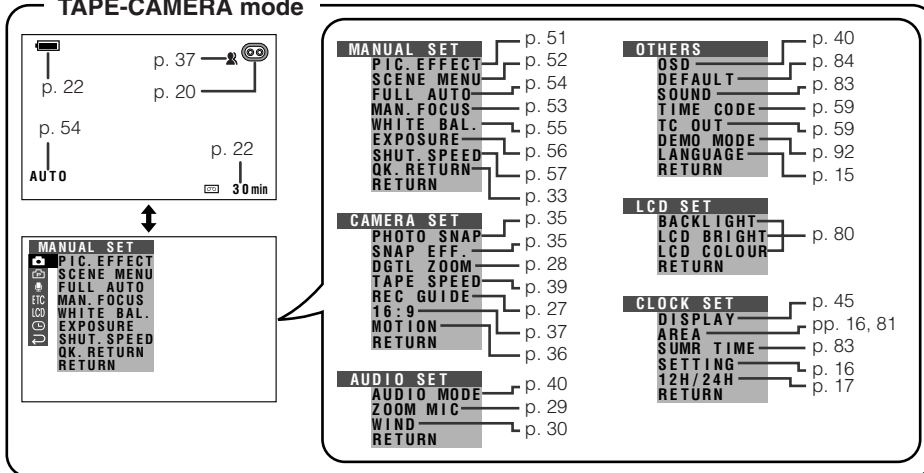 TAPE-CAMERA mode
p. 22
p. 37
p. 20
p. 54
p. 22
AUTO
30 min
MANUAL SET
PIC. EFFECT
SCENE MENU
FULL AUTO
MAN. FOCUS
ETC
WHITE BAL.
LCD
EXPOSURE
SHUT. SPEED
QK. RETURN
RETURN
MANUAL SET
PIC. EFFECT p. 51
SCENE MENU p. 52
FULL AUTO p. 54
MAN. FOCUS p. 53
WHITE BAL. p. 55
EXPOSURE p. 56
SHUT. SPEED p. 57
QK. RETURN p. 33
RETURN
CAMERA SET
PHOTO SNAP p. 35
SNAP EFF. p. 35
DGTL ZOOM p. 28
TAPE SPEED p. 39
REC GUIDE p. 27
16:9 p. 37
MOTION p. 36
RETURN
AUDIO SET
AUDIO MODE p. 40
ZOOM MIC p. 29
WIND p. 30
RETURN
OTHERS
OSD p. 40
DEFAULT p. 84
SOUND p. 83
TIME CODE p. 59
TC OUT p. 59
DEMO MODE p. 92
LANGUAGE p. 15
RETURN
LCD SET
BACKLIGHT
LCD BRIGHT p. 80
LCD COLOUR
RETURN
CLOCK SET
DISPLAY p. 45
AREA pp. 16, 81
SUMR TIME p. 83
SETTING p. 16
12H/24H p. 17
RETURN